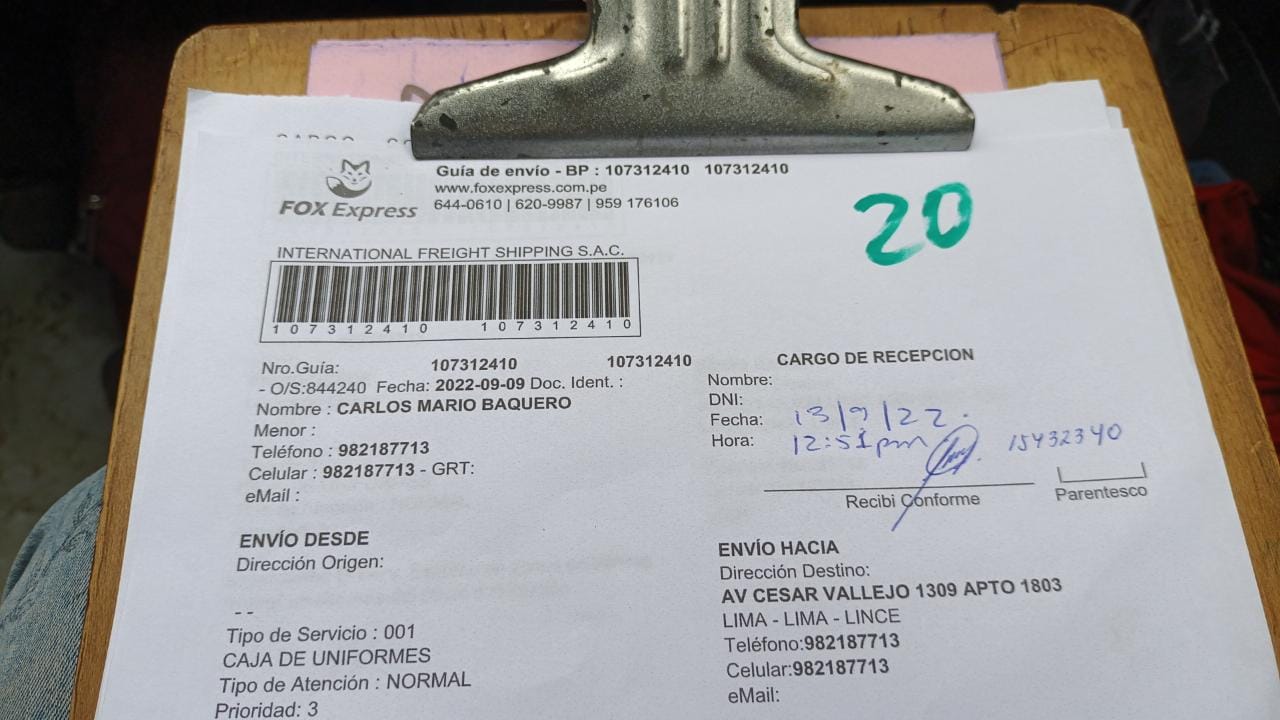 FOX Express
Guía de envío - BP : 107312410 107312410
www.foxexpress.com.pe
644-0610 | 620-9987 | 959 176106
20
INTERNATIONAL FREIGHT SHIPPING S.A.C.
107312410 107312410
Nro.Guía: 107312410 107312410
- O/S:844240 Fecha: 2022-09-09 Doc. Ident. :
Nombre : CARLOS MARIO BAQUERO
Menor :
Teléfono : 982187713
Celular : 982187713 - GRT:
eMail :
CARGO DE RECEPCION
Nombre:
DNI:
Fecha: 13/9/22.
Hora: 12:51pm 15432340
Recibi Conforme
Parentesco
ENVÍO DESDE
Dirección Origen:
- -
Tipo de Servicio : 001
CAJA DE UNIFORMES
Tipo de Atención : NORMAL
Prioridad: 3
ENVÍO HACIA
Dirección Destino:
AV CESAR VALLEJO 1309 APTO 1803
LIMA - LIMA - LINCE
Teléfono:982187713
Celular:982187713
eMail: